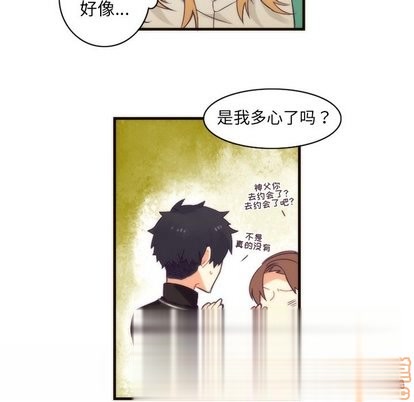 好像...
是我多心了吗？
神父你
去约会了?
去约会了吧?
不是
真的没有